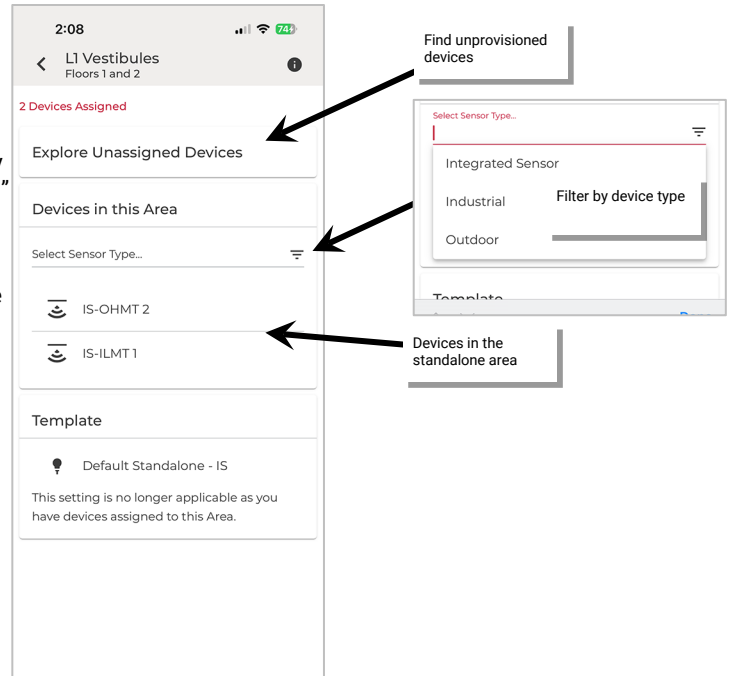 2:08
74
L1 Vestibules
Floors 1 and 2
2 Devices Assigned
Explore Unassigned Devices
Devices in this Area
Select Sensor Type...
IS-OHMT 2
IS-ILMT 1
Template
Default Standalone - IS
This setting is no longer applicable as you
have devices assigned to this Area.
Find unprovisioned
devices
Select Sensor Type...
Integrated Sensor
Industrial
Filter by device type
Outdoor
Template
Devices in the
standalone area